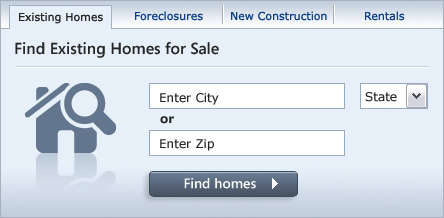 Existing Homes Foreclosures New Construction Rentals
Find Existing Homes for Sale
Enter City State
or
Enter Zip
Find homes